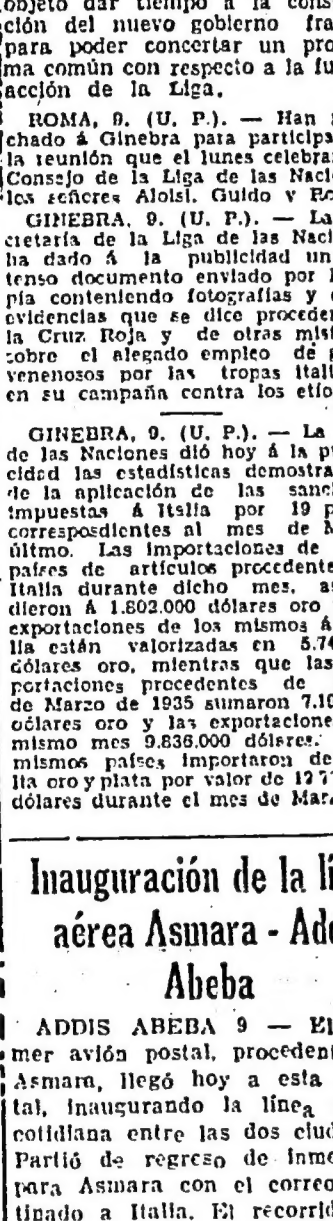 objeto dar tiempo a la cons
ción del nuevo gobierno fra
para poder concertar un pro
ma común con respecto a la fu
acción de la Liga.
ROMA, 9. (U. P.). — Han
chado á Ginebra para participa
la reunión que el lunes celebra
Consejo de la Liga de las Naci
los señores Aloisi, Guido y Ro
GINEBRA, 9. (U. P.). — La
cretaría de la Liga de las Naci
ha dado á la publicidad un
tenso documento enviado por
pía conteniendo fotografías y
evidencias que se dice proceden
la Cruz Roja y de otras misi
sobre el alegado empleo de
venenosos por las tropas itali
en su campaña contra los etío
GINEBRA, 9. (U. P.). — La
de las Naciones dió hoy á la p
cidad las estadísticas demostra
de la aplicación de las sanc
impuestas á Italia por 19 p
correspondientes al mes de M
últmo. Las importaciones de
países de artículos procedente
Italia durante dicho mes, a
dieron á 1.802.000 dólares oro
exportaciones de los mismos á
lia están valorizadas en 5.74
dólares oro, mientras que las
portaciones procedentes de
de Marzo de 1935 sumaron 7.10
dólares oro y las exportacione
mismo mes 9.836.000 dólares.
mismos países importaron de
lia oro y plata por valor de
dólares durante el mes de Mar
Inauguración de la lí
aérea Asmara - Add
Abeba
ADDIS ABEBA 9 — El
mer avión postal, procedent
Asmara, llegó hoy a esta
tal, inaugurando la línea
cotidiana entre las dos ciud
Partió de regreso de inme
para Asmara con el correo
tinado a Italia. El recorrid